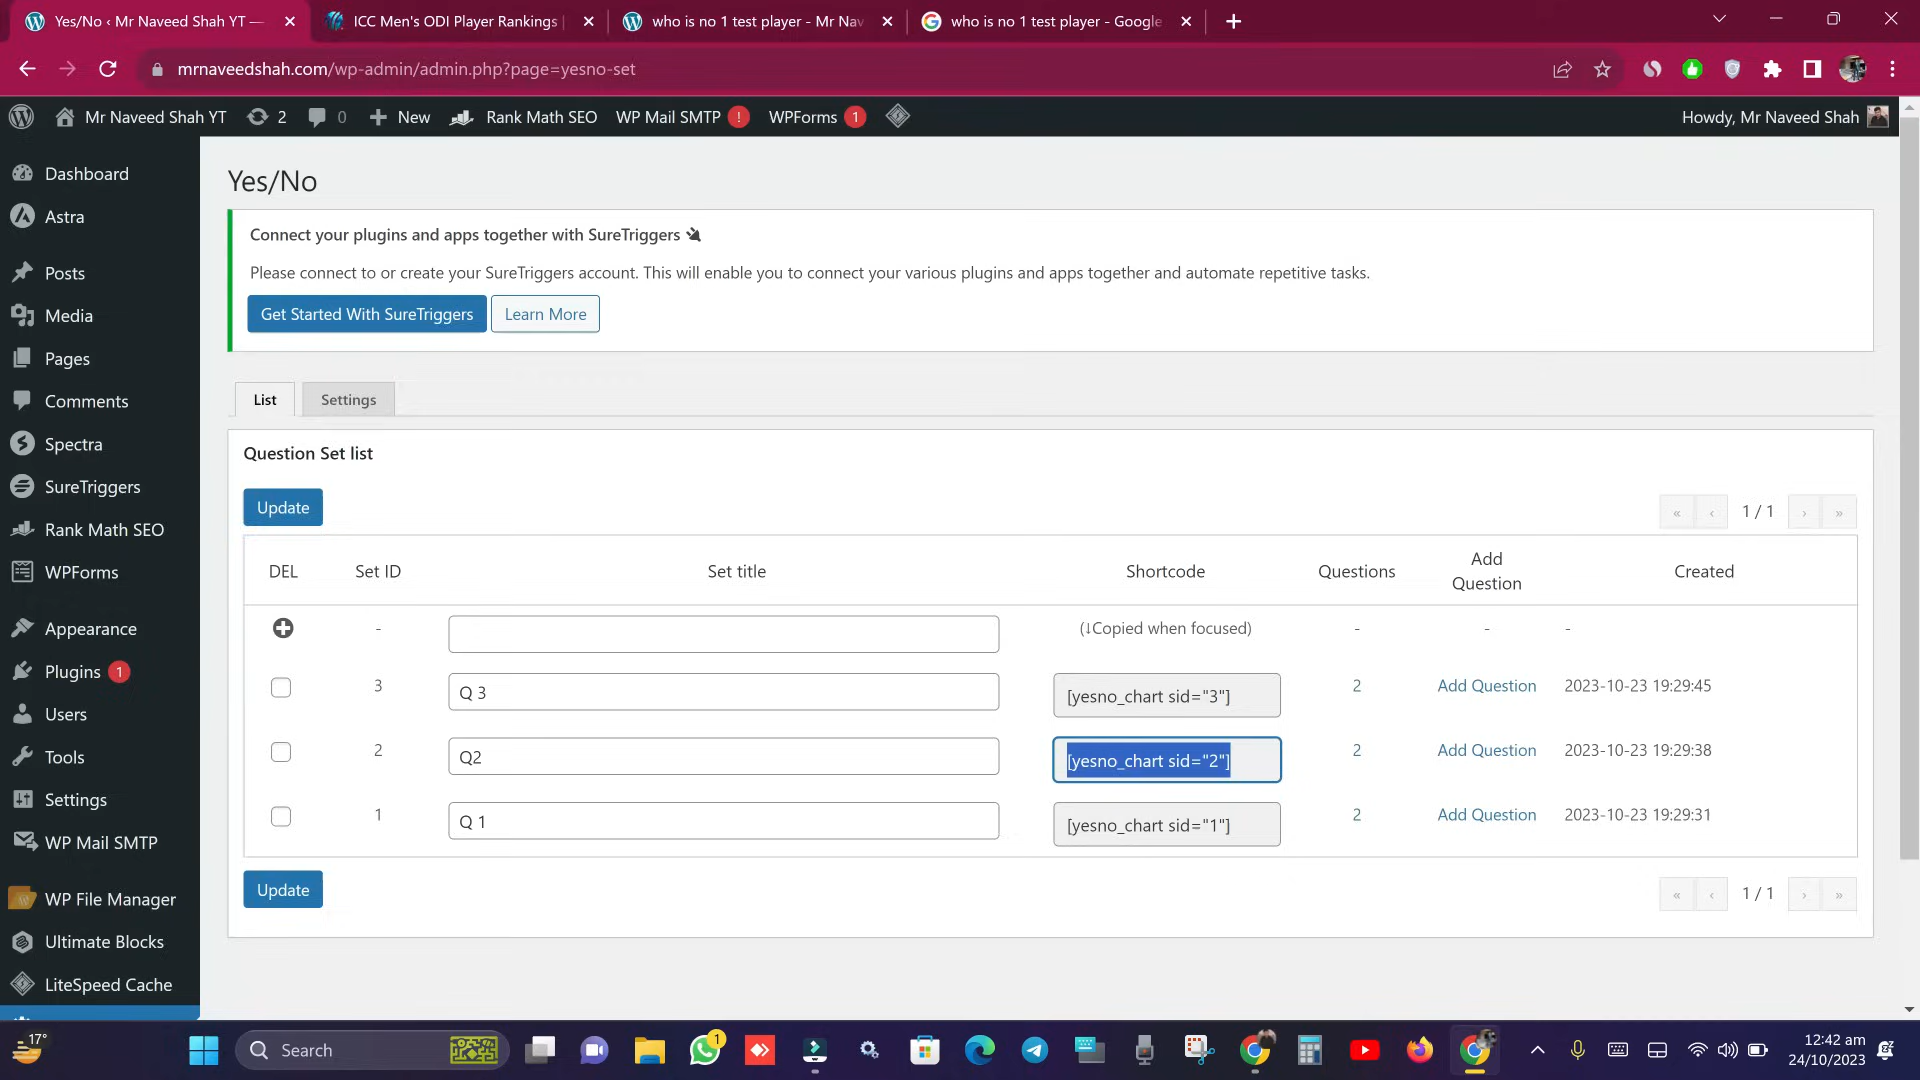 Yes/No ‹ Mr Naveed Shah YT —
ICC Men's ODI Player Rankings |
who is no 1 test player - Mr Nav
who is no 1 test player - Google
mrnaveedshah.com/wp-admin/admin.php?page=yesno-set
Mr Naveed Shah YT
2
0
New
Rank Math SEO
WP Mail SMTP
!
WPForms
1
Howdy, Mr Naveed Shah
Dashboard
Astra
Posts
Media
Pages
Comments
Spectra
SureTriggers
Rank Math SEO
WPForms
Appearance
Plugins 1
Users
Tools
Settings
WP Mail SMTP
WP File Manager
Ultimate Blocks
LiteSpeed Cache
Yes/No
Connect your plugins and apps together with SureTriggers
Please connect to or create your SureTriggers account. This will enable you to connect your various plugins and apps together and automate repetitive tasks.
Get Started With SureTriggers
Learn More
List
Settings
Question Set list
Update
« ‹ 1 / 1 › »
DEL Set ID Set title Shortcode Questions Add Question Created
- (↓Copied when focused) - - -
3 Q 3 [yesno_chart sid="3"] 2 Add Question 2023-10-23 19:29:45
2 Q2 [yesno_chart sid="2"] 2 Add Question 2023-10-23 19:29:38
1 Q 1 [yesno_chart sid="1"] 2 Add Question 2023-10-23 19:29:31
Update
« ‹ 1 / 1 › »
17°
Search
1
12:42 am
24/10/2023